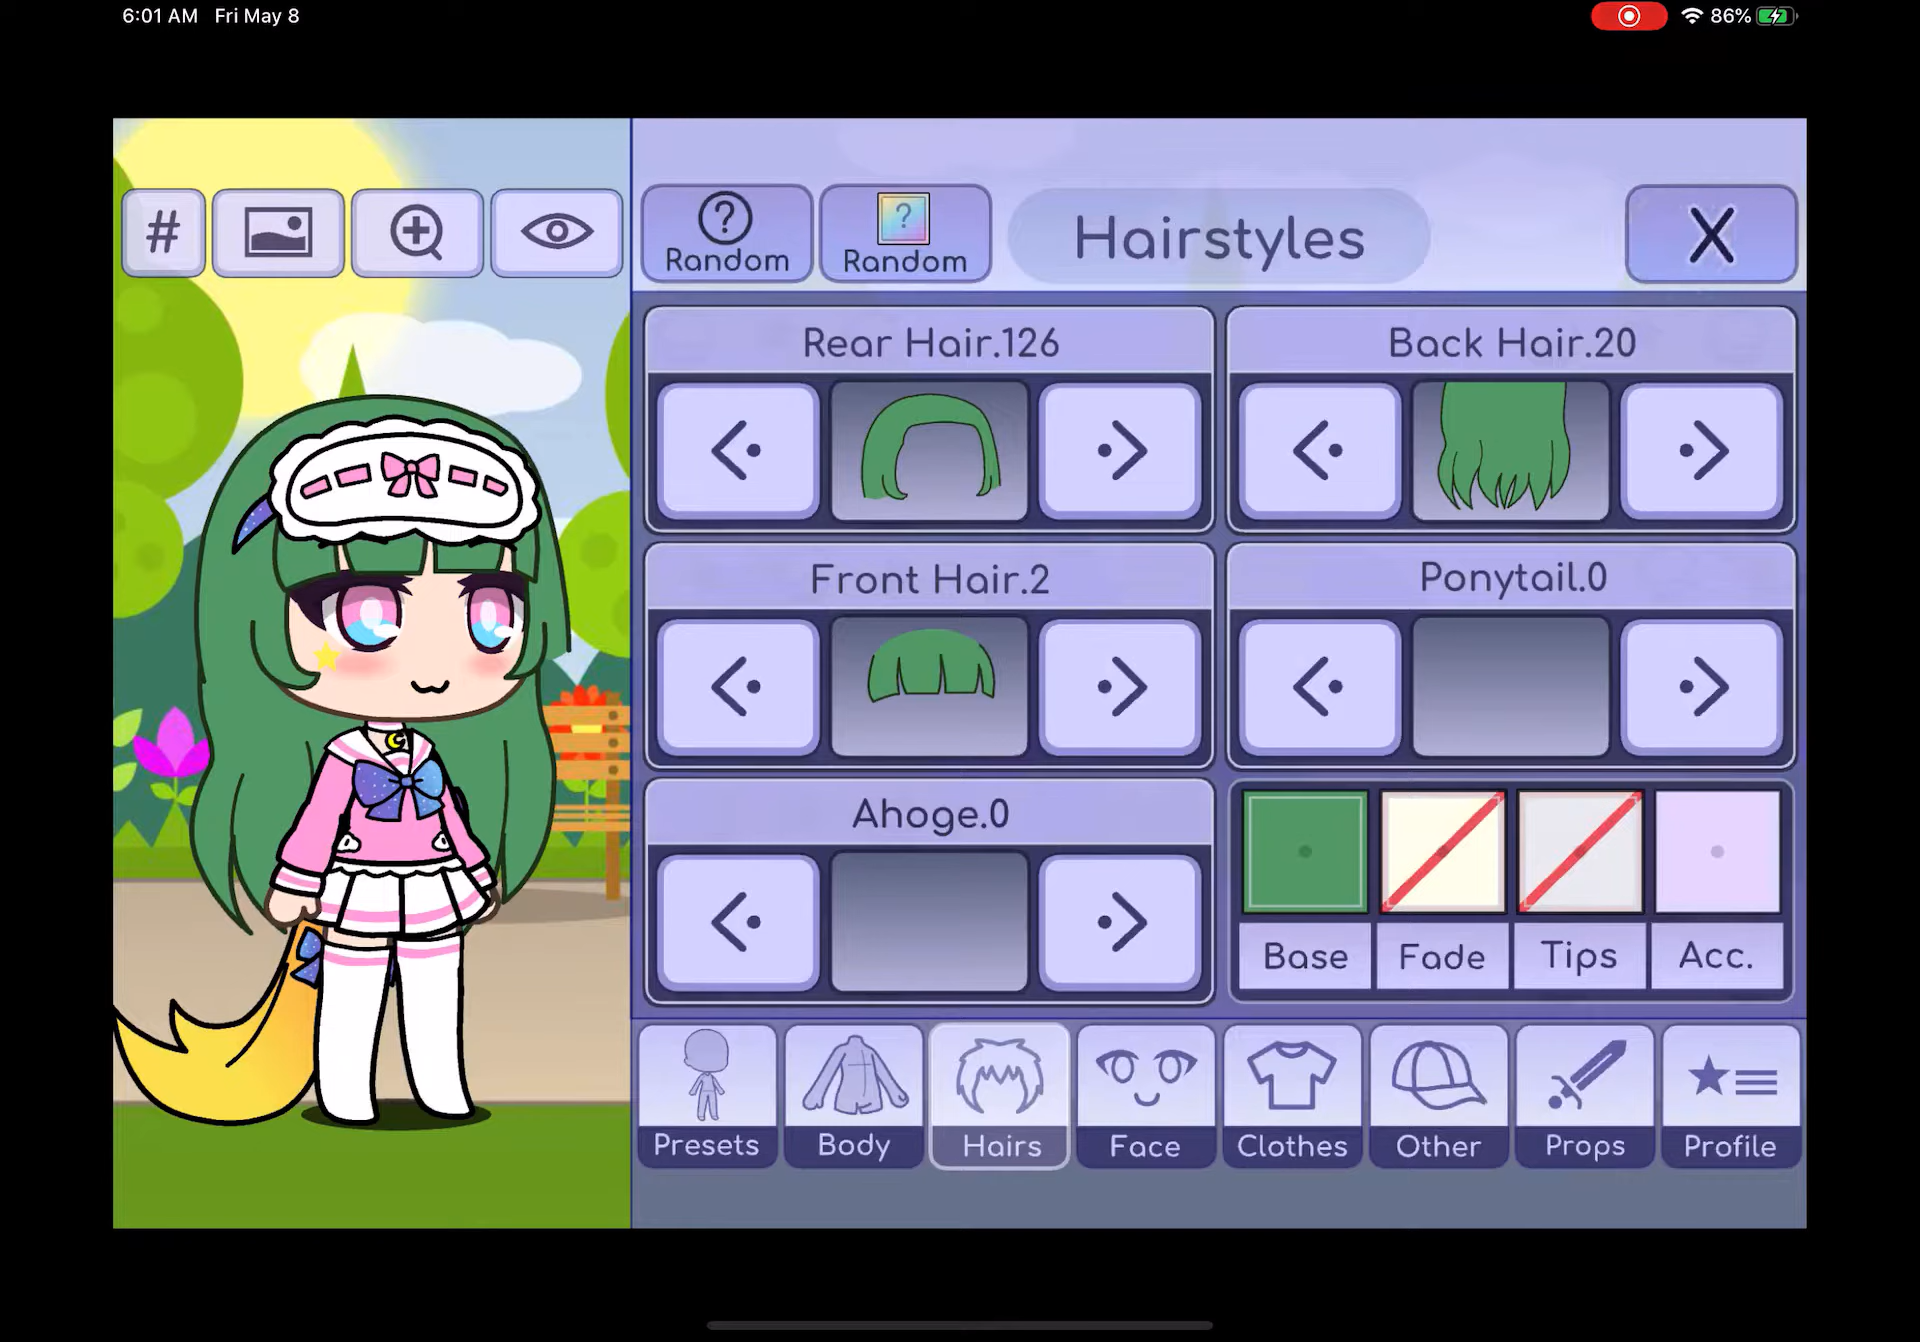 6:01 AM Fri May 8
86%
#
? Random
? Random
Hairstyles
X
Rear Hair.126
Back Hair.20
Front Hair.2
Ponytail.0
Ahoge.0
Base
Fade
Tips
Acc.
Presets
Body
Hairs
Face
Clothes
Other
Props
Profile